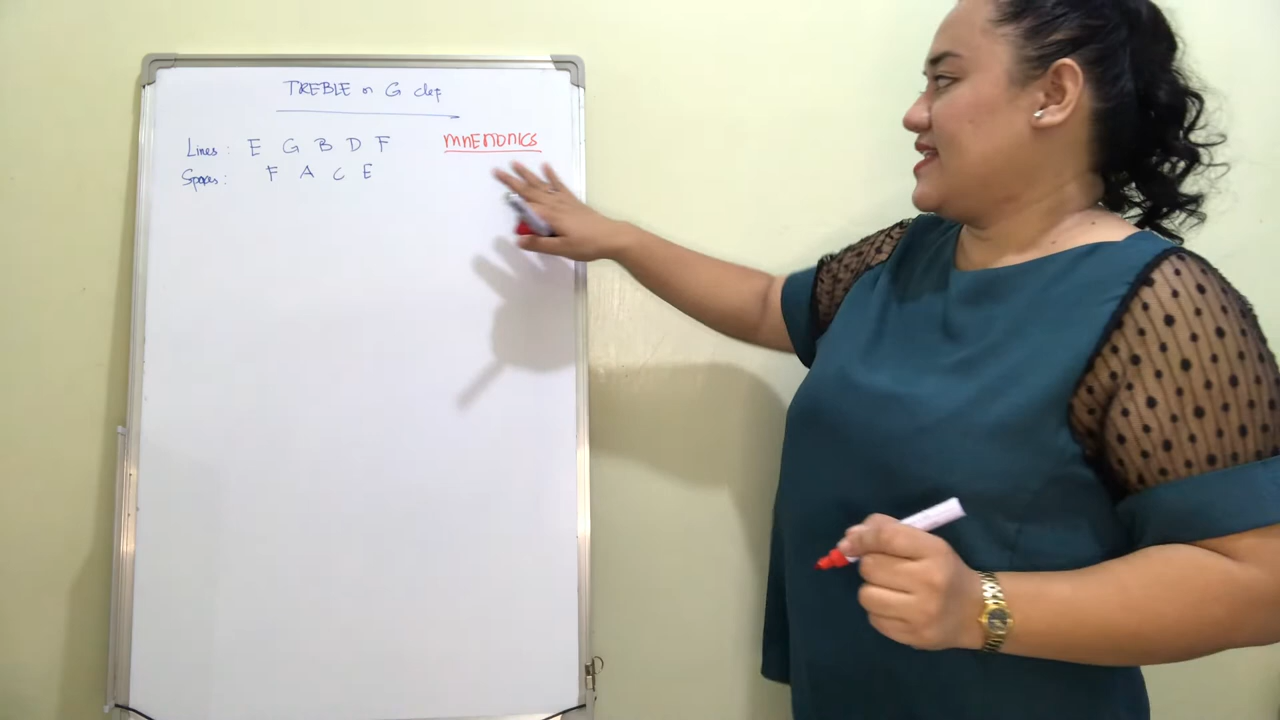 TREBLE or G clef
Lines: E G B D F
MNEMONICS
Spaces: F A C E